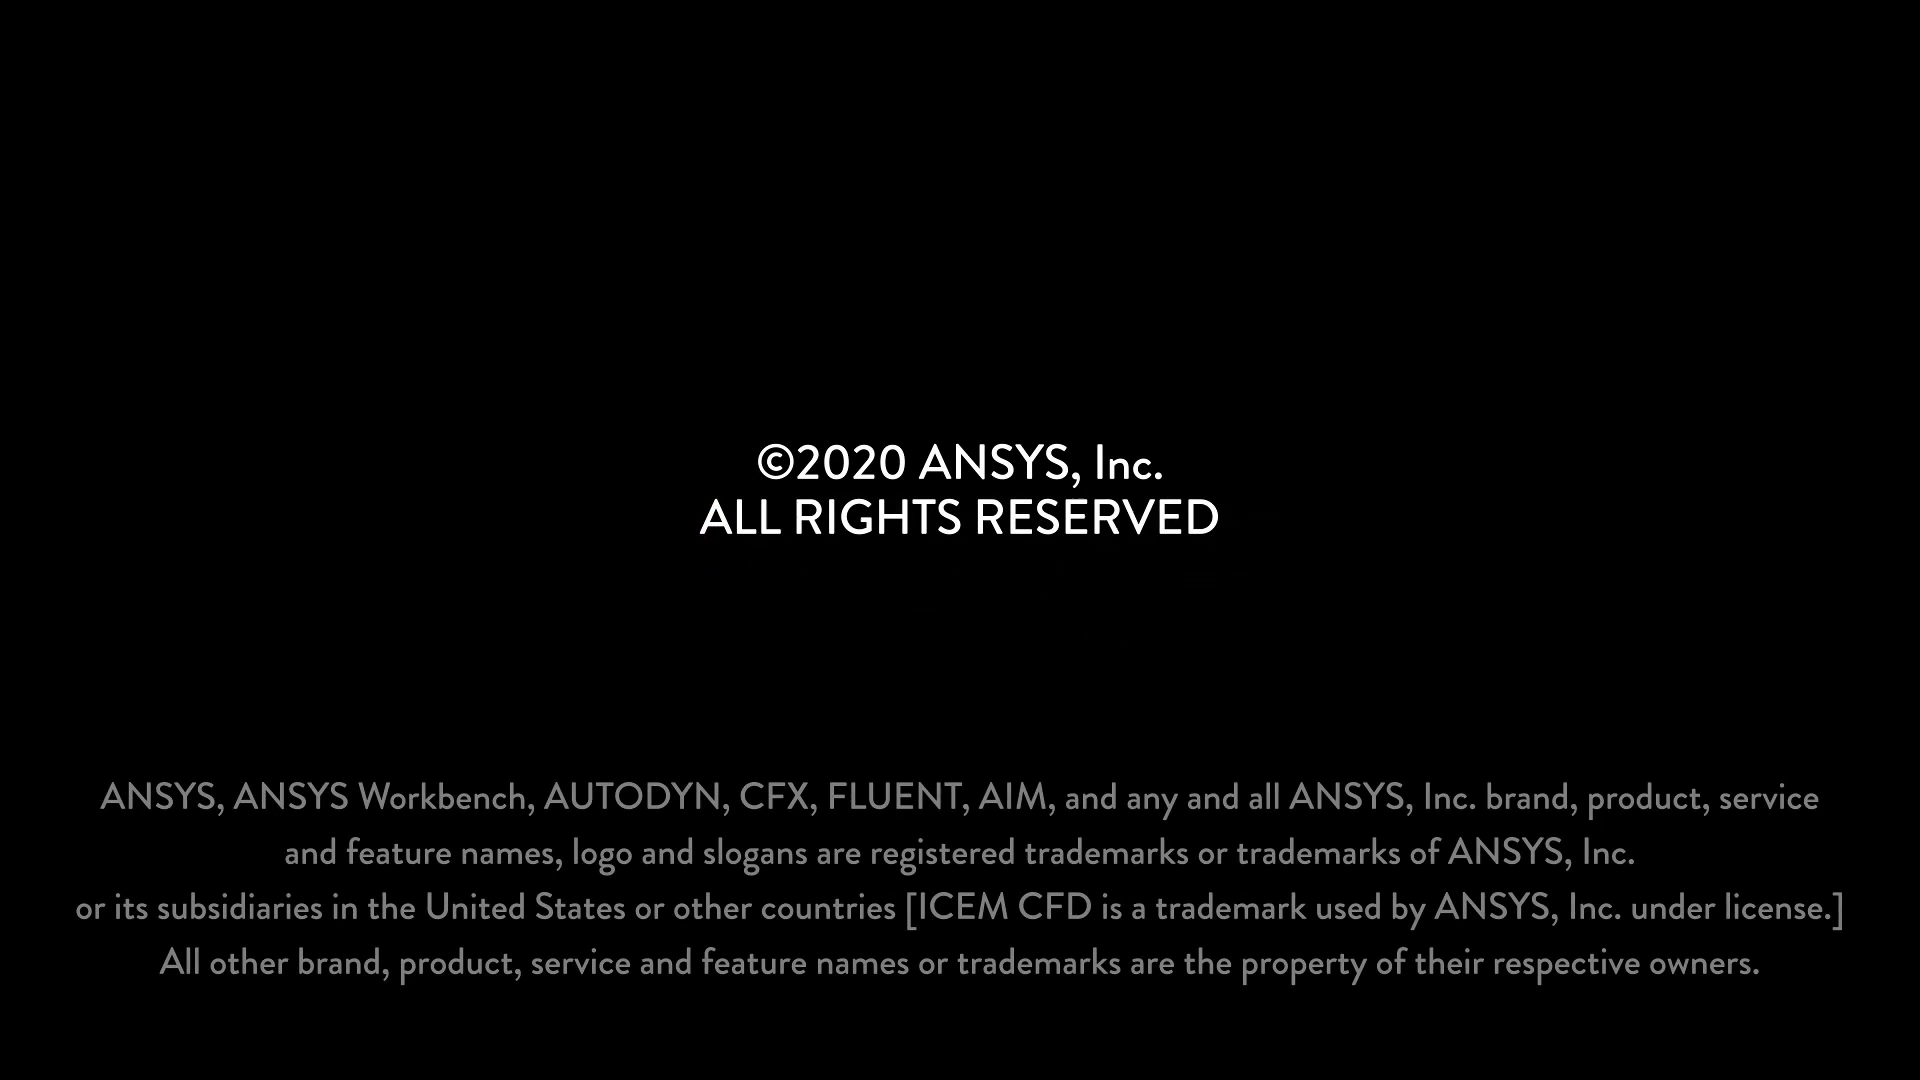 ©2020 ANSYS, Inc.
ALL RIGHTS RESERVED
ANSYS, ANSYS Workbench, AUTODYN, CFX, FLUENT, AIM, and any and all ANSYS, Inc. brand, product, service
and feature names, logo and slogans are registered trademarks or trademarks of ANSYS, Inc.
or its subsidiaries in the United States or other countries [ICEM CFD is a trademark used by ANSYS, Inc. under license.]
All other brand, product, service and feature names or trademarks are the property of their respective owners.